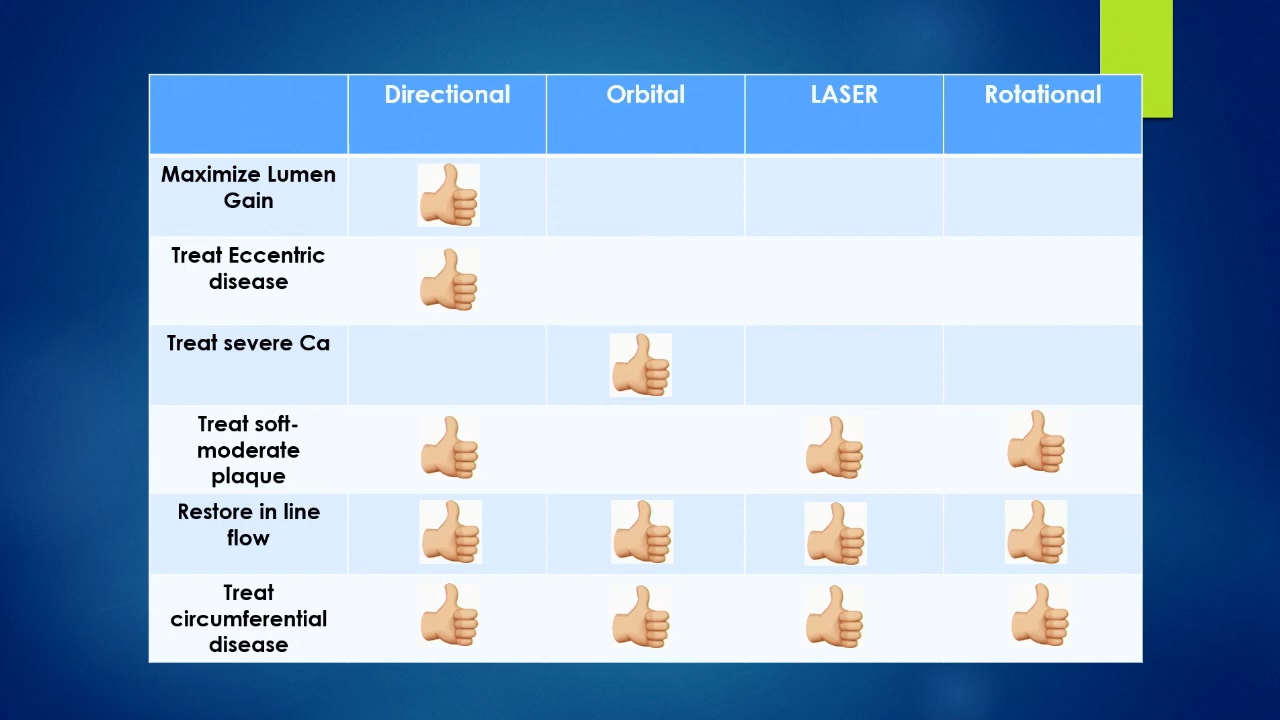 Directional Orbital LASER Rotational
Maximize Lumen
Gain
Treat Eccentric
disease
Treat severe Ca
Treat soft-
moderate
plaque
Restore in line
flow
Treat
circumferential
disease